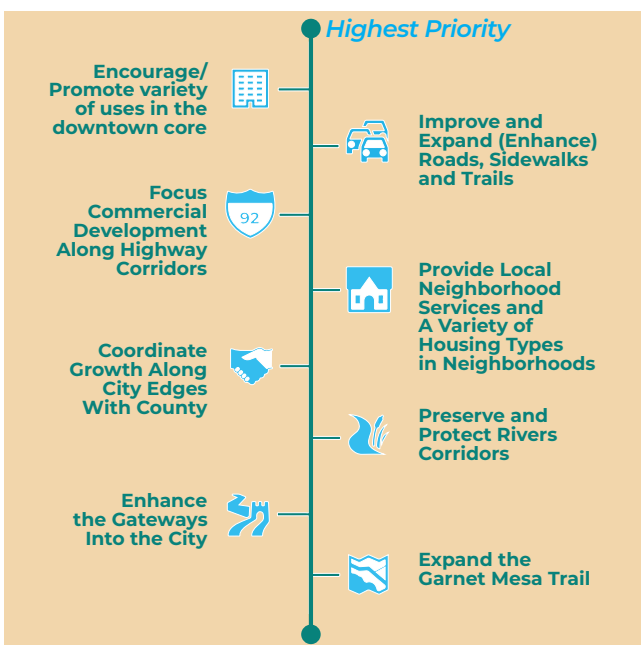 Highest Priority
Encourage/
Promote variety
of uses in the
downtown core
Improve and
Expand (Enhance)
Roads, Sidewalks
and Trails
Focus
Commercial
Development
Along Highway
Corridors
92
Provide Local
Neighborhood
Services and
A Variety of
Housing Types
in Neighborhoods
Coordinate
Growth Along
City Edges
With County
Preserve and
Protect Rivers
Corridors
Enhance
the Gateways
Into the City
Expand the
Garnet Mesa Trail